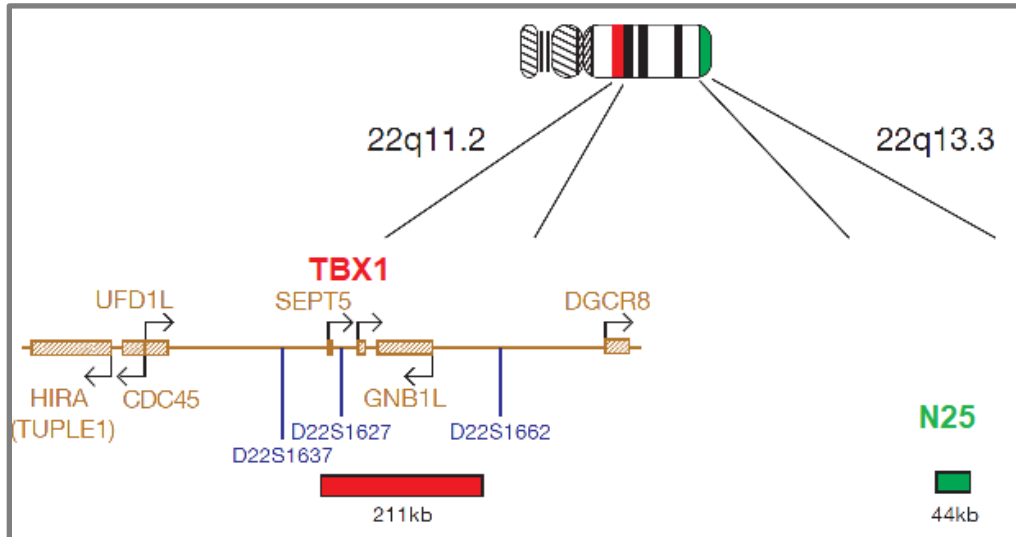 22q11.2
22q13.3
TBX1
UFD1L
SEPT5
DGCR8
HIRA
(TUPLE1)
CDC45
GNB1L
D22S1627
D22S1662
D22S1637
N25
211kb
44kb